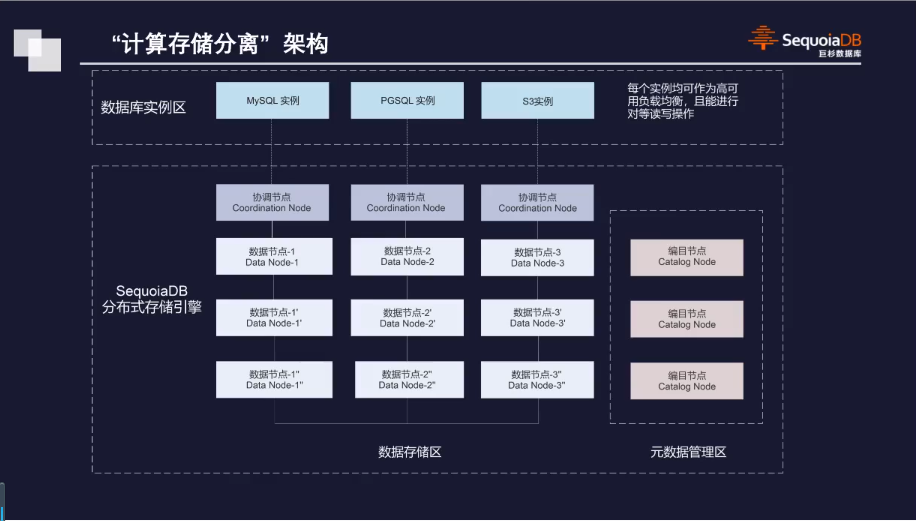 “计算存储分离” 架构
SequoiaDB
巨杉数据库
数据库实例区
MySQL 实例
PGSQL 实例
S3实例
每个实例均可作为高可
用负载均衡，且能进行
对等读写操作
协调节点
Coordination Node
协调节点
Coordination Node
协调节点
Coordination Node
数据节点-1
Data Node-1
数据节点-2
Data Node-2
数据节点-3
Data Node-3
编目节点
Catalog Node
SequoiaDB
分布式存储引擎
数据节点-1'
Data Node-1'
数据节点-2'
Data Node-2'
数据节点-3'
Data Node-3'
编目节点
Catalog Node
数据节点-1"
Data Node-1"
数据节点-2"
Data Node-2"
数据节点-3"
Data Node-3"
编目节点
Catalog Node
数据存储区
元数据管理区